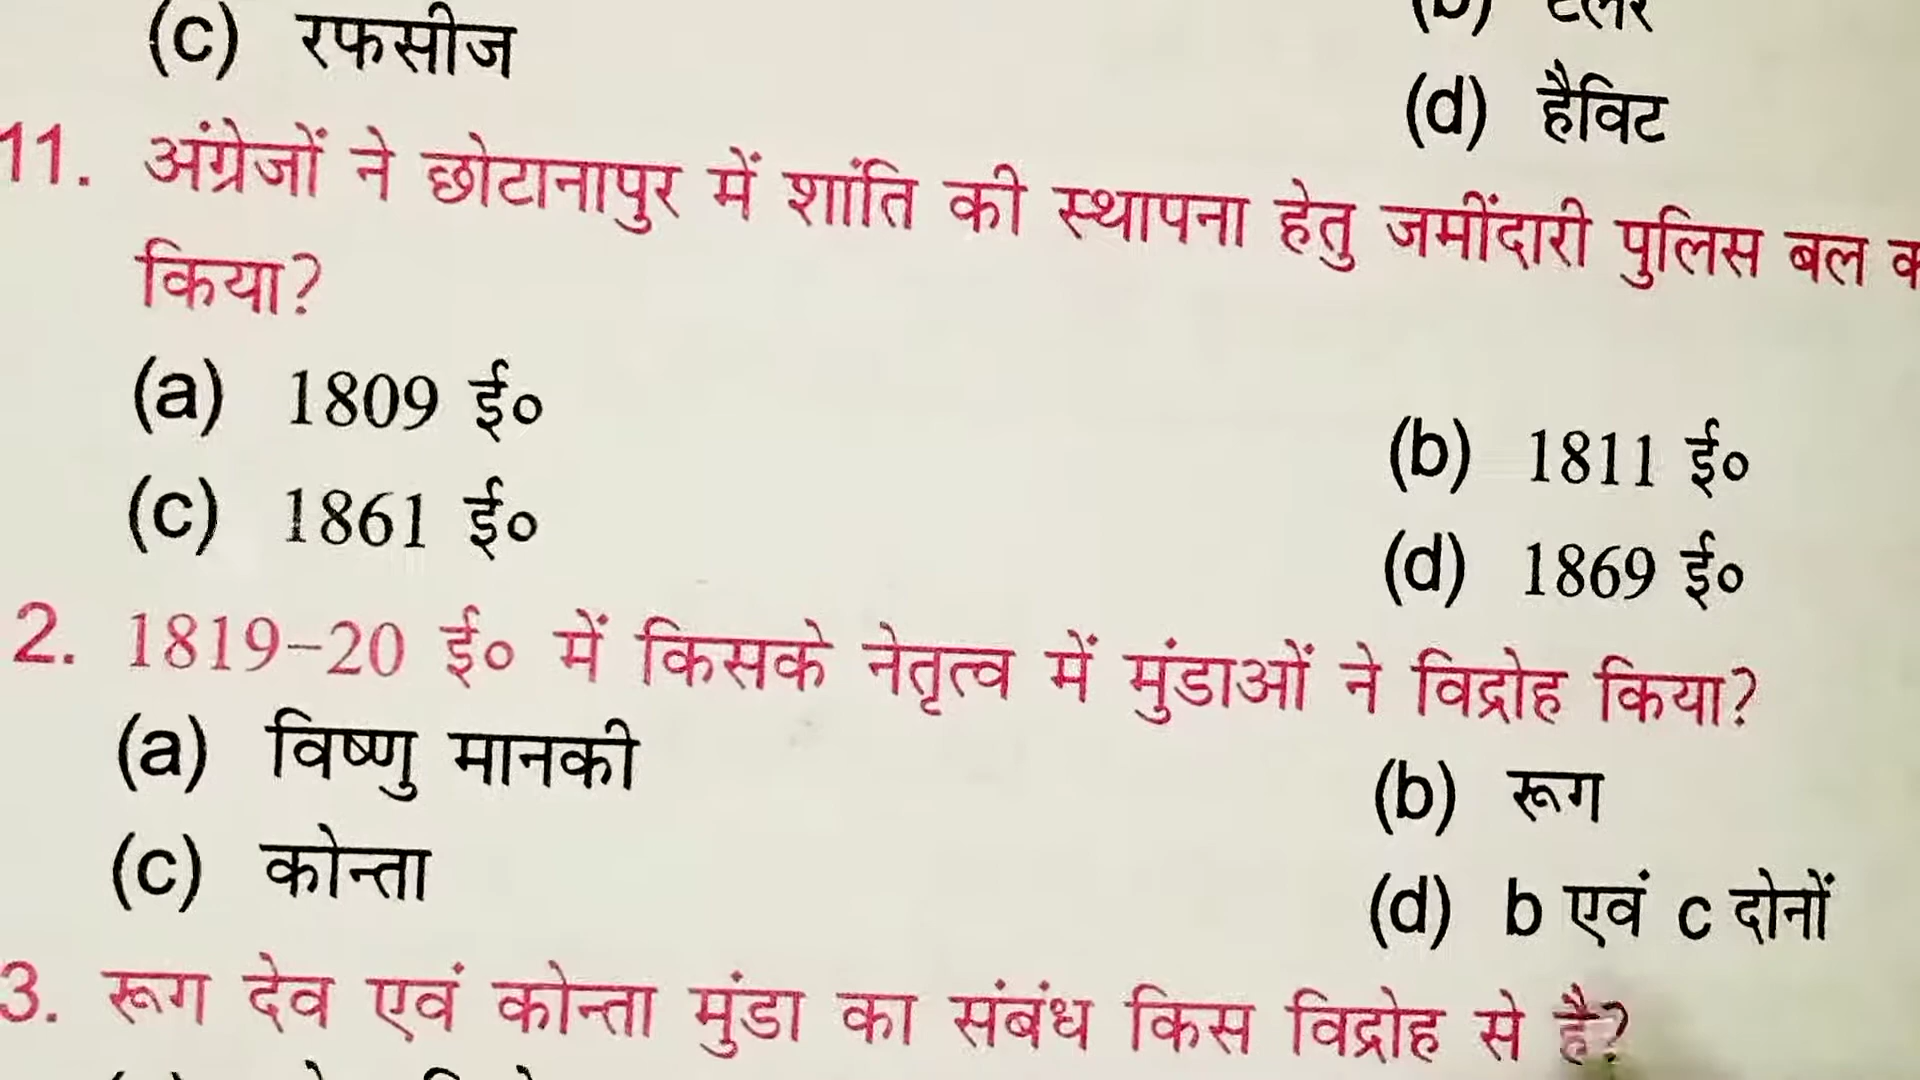 (c) रफसीज
(d) हैविट
11. अंग्रेजों ने छोटानापुर में शांति की स्थापना हेतु जमींदारी पुलिस बल
किया?
(a) 1809 ई०
(b) 1811 ई०
(c) 1861 ई०
(d) 1869 ई०
2. 1819-20 ई० में किसके नेतृत्व में मुंडाओं ने विद्रोह किया?
(a) विष्णु मानकी
(b) रूग
(c) कोन्ता
(d) b एवं c दोनों
3. रूग देव एवं कोन्ता मुंडा का संबंध किस विद्रोह से है?